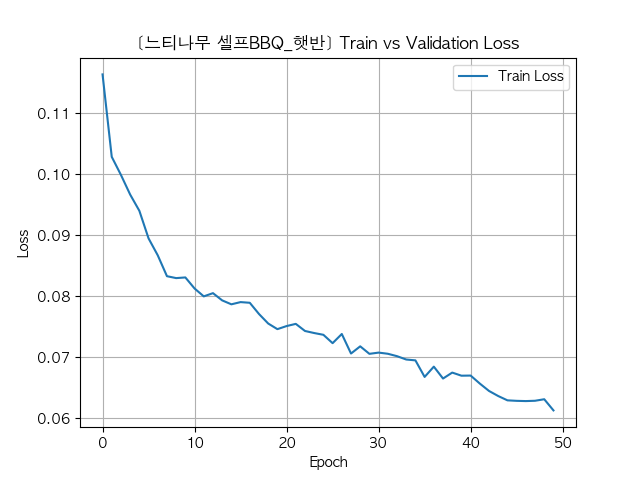 [느티나무 셀프BBQ_햇반] Train vs Validation Loss
Train Loss
Loss
0.11
0.10
0.09
0.08
0.07
0.06
0 10 20 30 40 50
Epoch